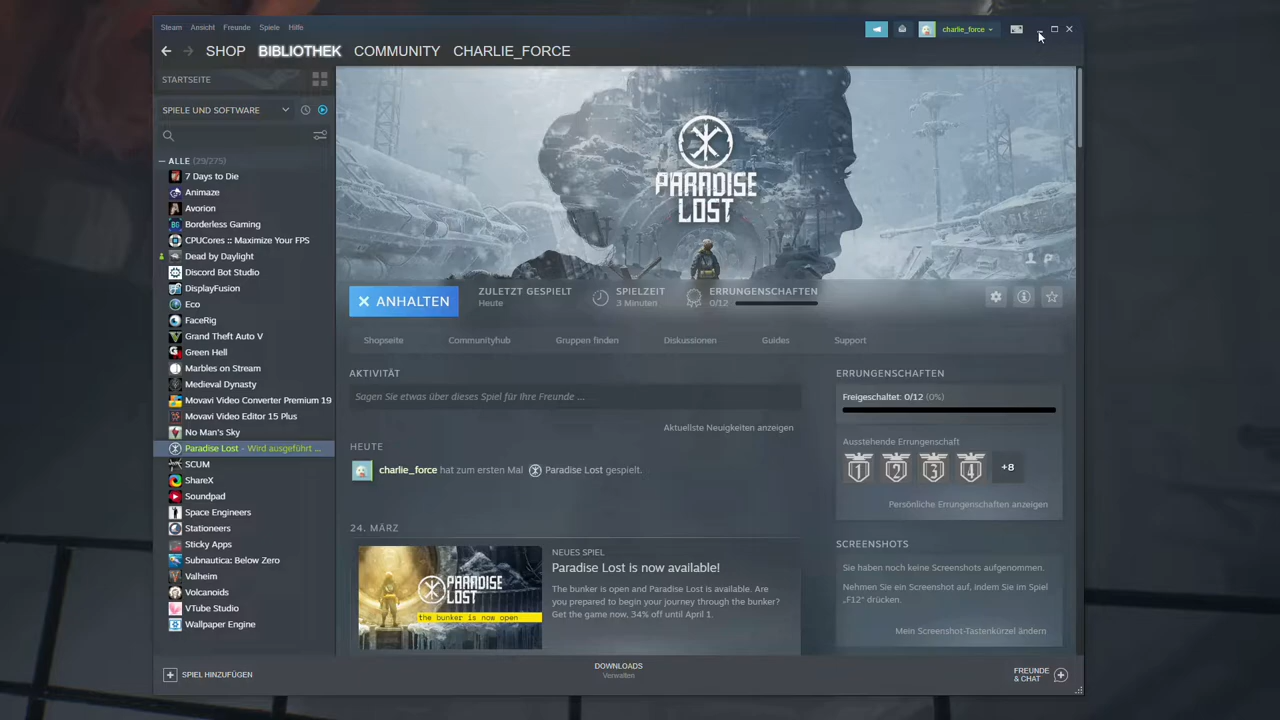 Steam Ansicht Freunde Spiele Hilfe
charlie_force
SHOP BIBLIOTHEK COMMUNITY CHARLIE_FORCE
STARTSEITE
SPIELE UND SOFTWARE
ALLE (29/275)
7 Days to Die
Animaze
Avorion
Borderless Gaming
CPUCores :: Maximize Your FPS
Dead by Daylight
Discord Bot Studio
DisplayFusion
Eco
FaceRig
Grand Theft Auto V
Green Hell
Marbles on Stream
Medieval Dynasty
Movavi Video Converter Premium 19
Movavi Video Editor 15 Plus
No Man's Sky
Paradise Lost - Wird ausgeführt ...
SCUM
ShareX
Soundpad
Space Engineers
Stationeers
Sticky Apps
Subnautica: Below Zero
Valheim
Volcanoids
VTube Studio
Wallpaper Engine
SPIEL HINZUFÜGEN
PARADISE
LOST
ANHALTEN
ZULETZT GESPIELT
Heute
SPIELZEIT
3 Minuten
ERRUNGENSCHAFTEN
0/12
Shopseite Communityhub Gruppen finden Diskussionen Guides Support
AKTIVITÄT
Sagen Sie etwas über dieses Spiel für Ihre Freunde ...
Aktuellste Neuigkeiten anzeigen
HEUTE
charlie_force hat zum ersten Mal Paradise Lost gespielt.
24. MÄRZ
PARADISE
LOST
the bunker is now open
NEUES SPIEL
Paradise Lost is now available!
The bunker is open and Paradise Lost is available. Are
you prepared to begin your journey through the bunker?
Get the game now, 34% off until April 1.
ERRUNGENSCHAFTEN
Freigeschaltet: 0/12 (0%)
Ausstehende Errungenschaft
1 2 3 4 +8
Persönliche Errungenschaften anzeigen
SCREENSHOTS
Sie haben noch keine Screenshots aufgenommen.
Nehmen Sie ein Screenshot auf, indem Sie im Spiel
„F12" drücken.
Mein Screenshot-Tastenkürzel ändern
DOWNLOADS
Verwalten
FREUNDE
& CHAT